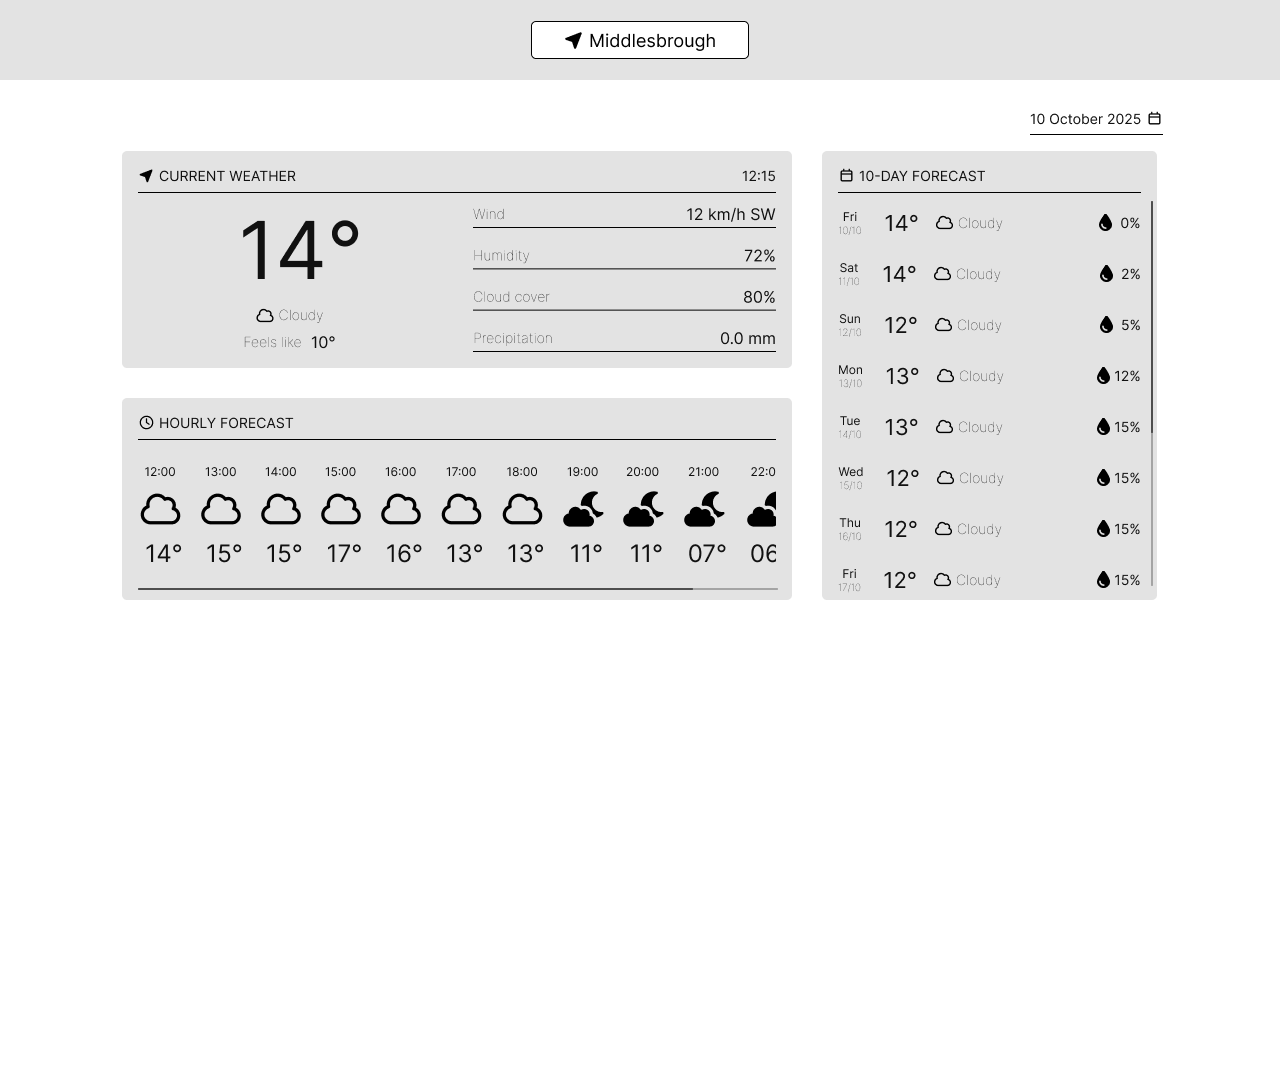 Middlesbrough
10 October 2025
CURRENT WEATHER 12:15
14°
Cloudy
Feels like 10°
Wind 12 km/h SW
Humidity 72%
Cloud cover 80%
Precipitation 0.0 mm
HOURLY FORECAST
12:00 13:00 14:00 15:00 16:00 17:00 18:00 19:00 20:00 21:00 22:0
14° 15° 15° 17° 16° 13° 13° 11° 11° 07° 06
10-DAY FORECAST
Fri 14° Cloudy 0%
10/10
Sat 14° Cloudy 2%
11/10
Sun 12° Cloudy 5%
12/10
Mon 13° Cloudy 12%
13/10
Tue 13° Cloudy 15%
14/10
Wed 12° Cloudy 15%
15/10
Thu 12° Cloudy 15%
16/10
Fri 12° Cloudy 15%
17/10